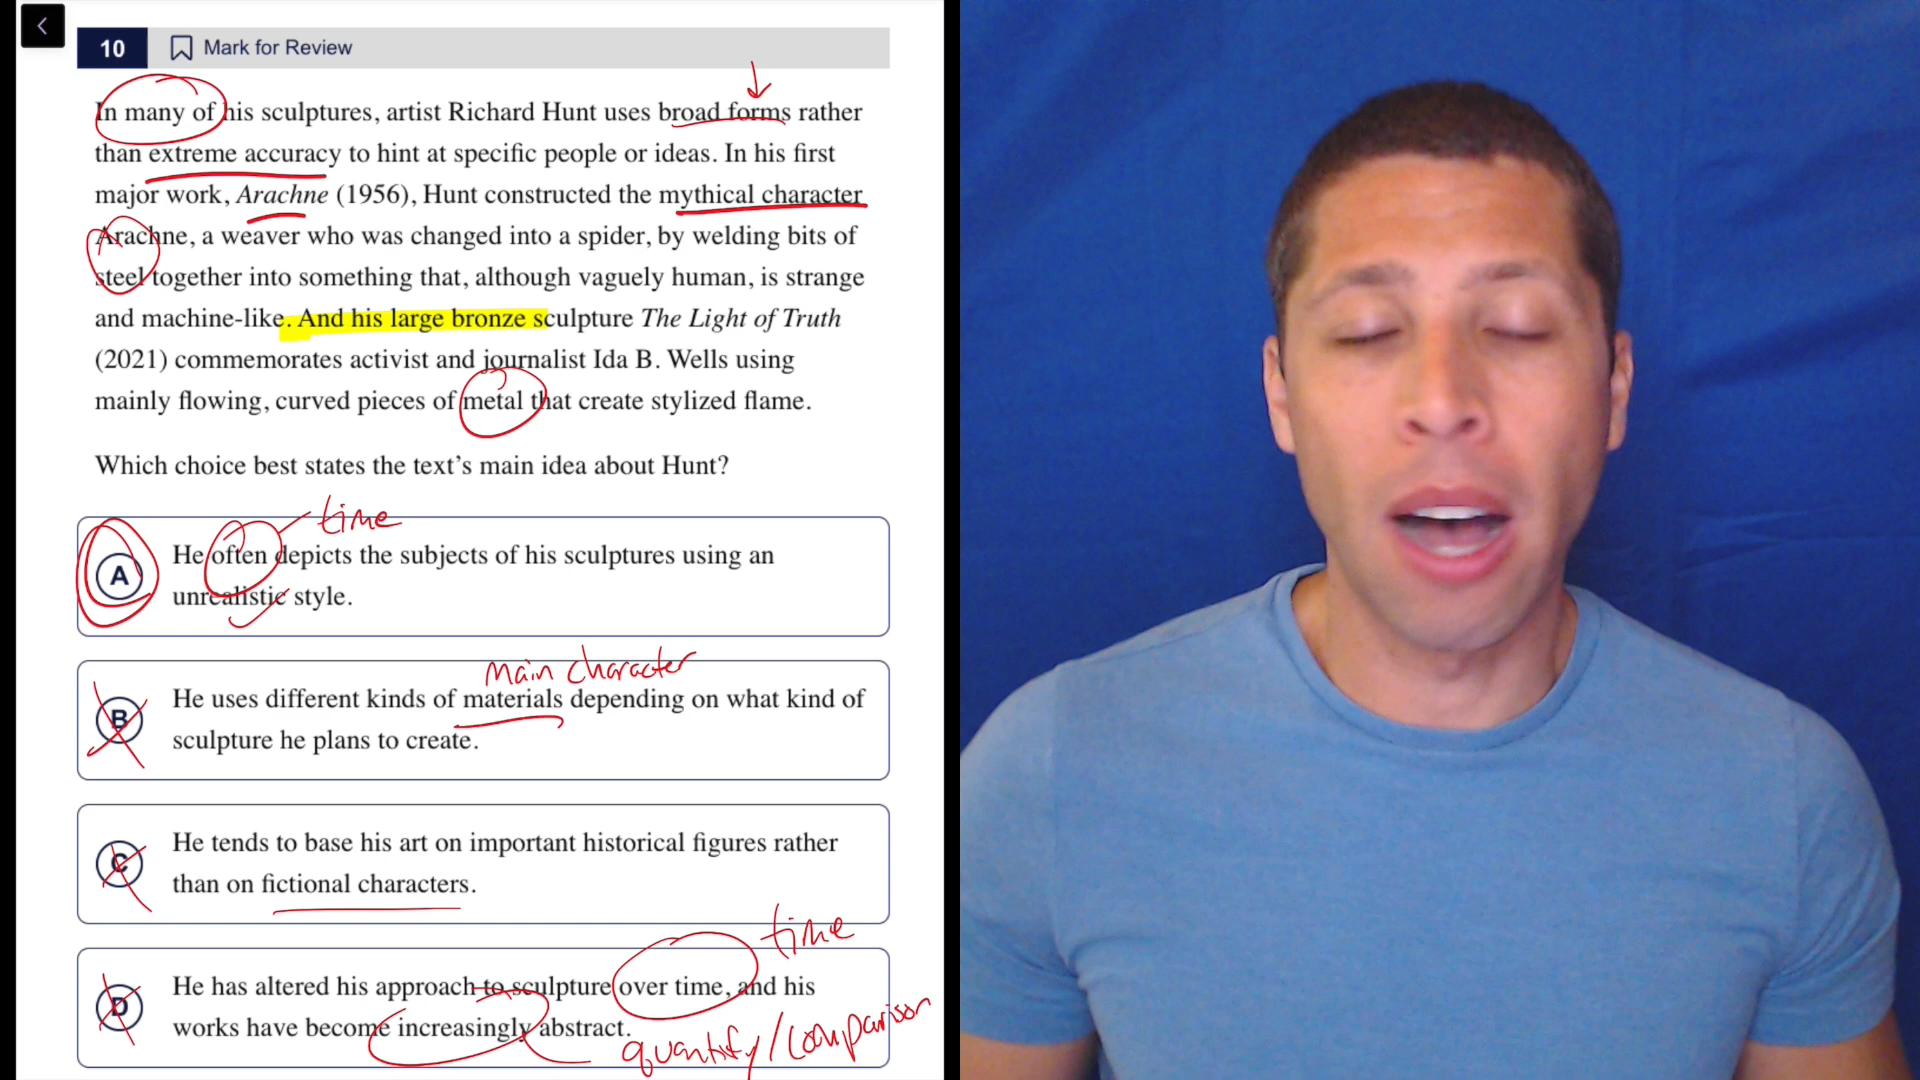 10 Mark for Review
In many of his sculptures, artist Richard Hunt uses broad forms rather
than extreme accuracy to hint at specific people or ideas. In his first
major work, Arachne (1956), Hunt constructed the mythical character
Arachne, a weaver who was changed into a spider, by welding bits of
steel together into something that, although vaguely human, is strange
and machine-like. And his large bronze sculpture The Light of Truth
(2021) commemorates activist and journalist Ida B. Wells using
mainly flowing, curved pieces of metal that create stylized flame.
Which choice best states the text's main idea about Hunt?
time
A He often depicts the subjects of his sculptures using an
unrealistic style.
main character
B He uses different kinds of materials depending on what kind of
sculpture he plans to create.
C He tends to base his art on important historical figures rather
than on fictional characters.
time
D He has altered his approach to sculpture over time, and his
works have become increasingly abstract.
quantify/comparison